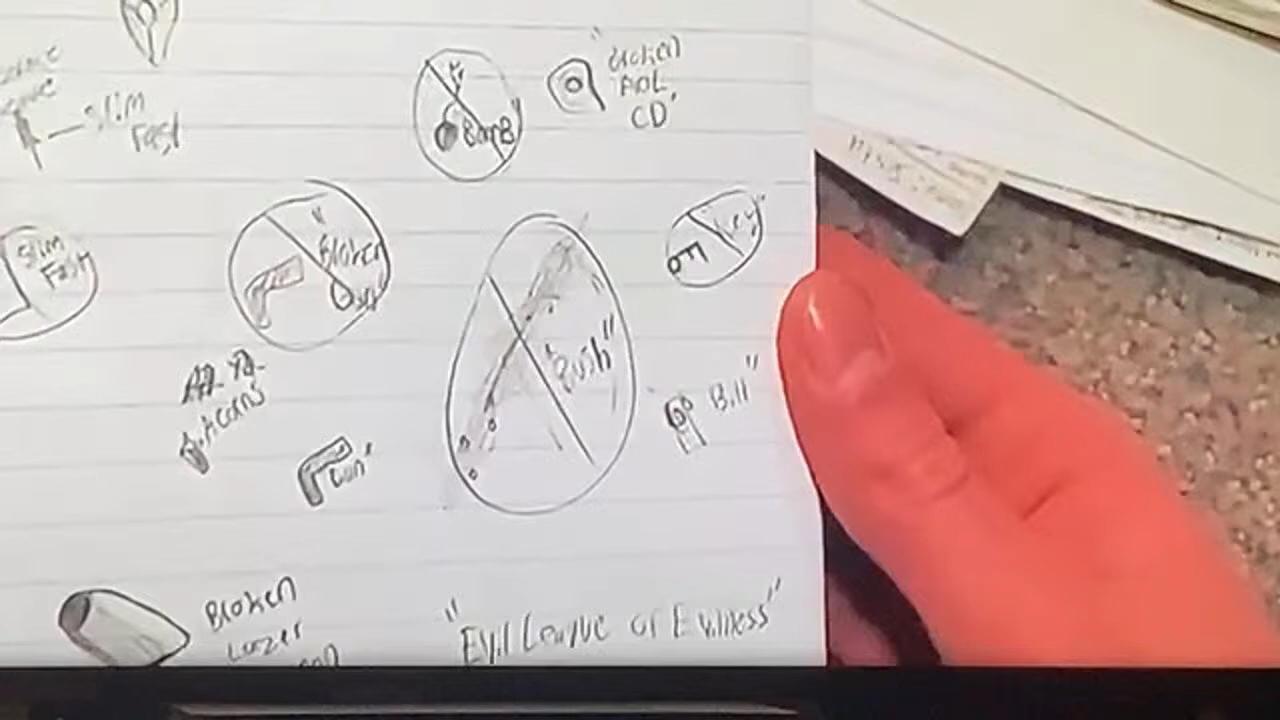 Slim
Fast
BomB"
"Broken
"AOL
CD"
Slim
Fast
"
Broken
Gun"
Key"
"Bush"
Bill"
Acorns
Gun"
Broken
Lazer
"Evil League of Evilness"